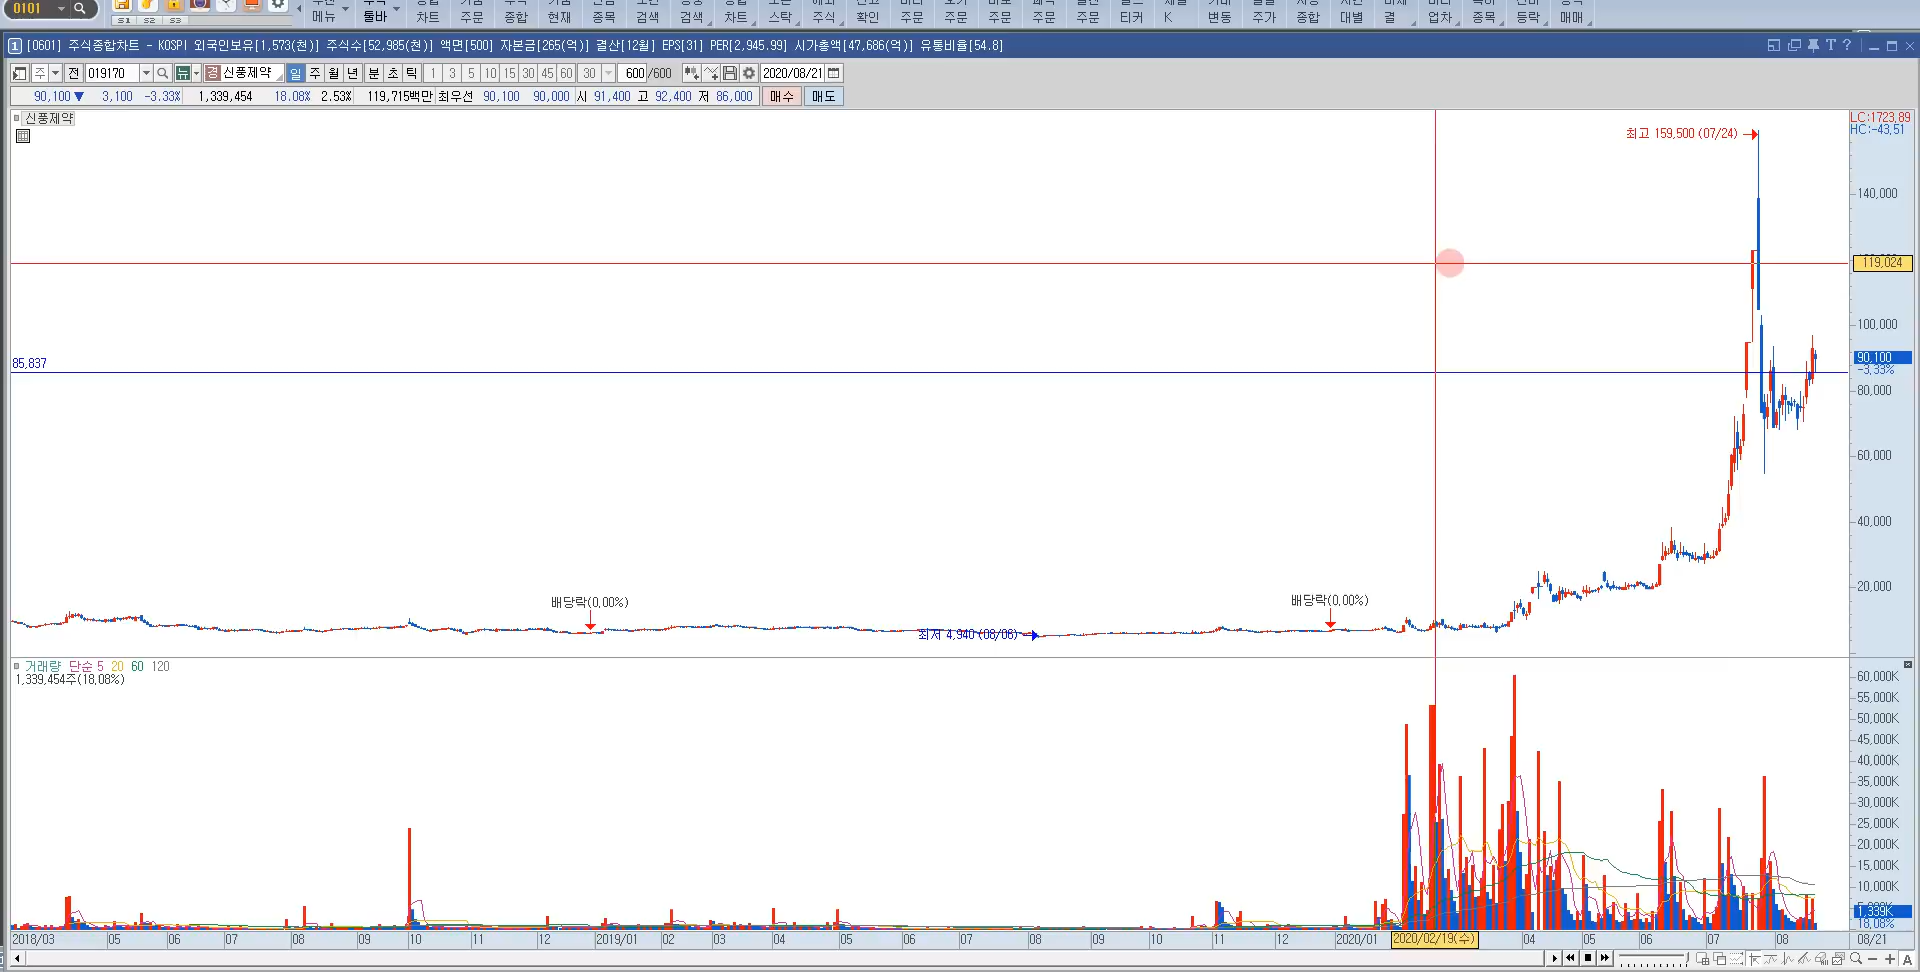 0101
S1 S2 S3
메뉴 툴바 차트 주문 종합 현재 종목 검색 검색 차트 스탁 주식 확인 주문 주문 주문 주문 주문 티커 K 변동 주가 종합 대별 결 업차 종목 등락 매매
1 [0601] 주식종합차트 - KOSPI 외국인보유[1,573(천)] 주식수[52,985(천)] 액면[500] 자본금[265(억)] 결산[12월] EPS[31] PER[2,945.99] 시가총액[47,686(억)] 유통비율[54.8] T ?
주 전 019170 뉴 경 신풍제약 일 주 월 년 분 초 틱 1 3 5 10 15 30 45 60 30 600 /600 2020/08/21
90,100 ▼ 3,100 -3.33% 1,339,454 18.08% 2.53% 119,715백만 최우선 90,100 90,000 시 91,400 고 92,400 저 86,000 매수 매도
신풍제약
LC:1723.89
HC:-43.51
최고 159,500 (07/24)
140,000
119,024
100,000
90,100
-3.33%
85,837
80,000
60,000
40,000
20,000
배당락(0.00%)
배당락(0.00%)
최저 4,940 (08/06)
거래량 단순 5 20 60 120
1,339,454주(18.08%)
60,000K
55,000K
50,000K
45,000K
40,000K
35,000K
30,000K
25,000K
20,000K
15,000K
10,000K
1,339K
18.08%
2018/03 05 06 07 08 09 10 11 12 2019/01 02 03 04 05 06 07 08 09 10 11 12 2020/01 2020/02/19(수) 04 05 06 07 08 08/21
A